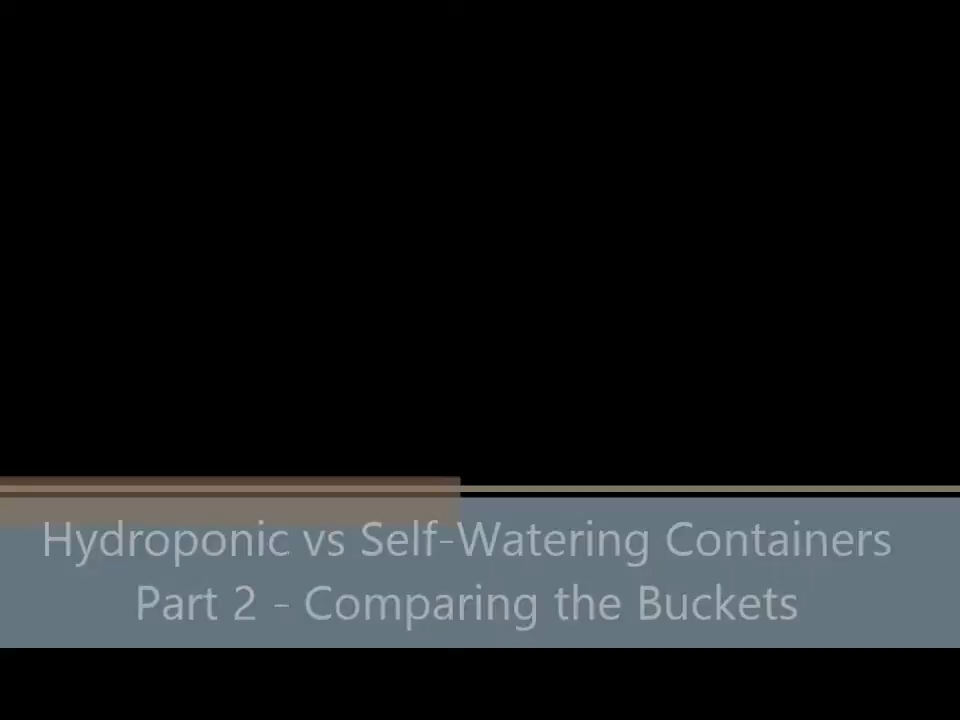 Hydroponic vs Self-Watering Containers
Part 2 - Comparing the Buckets